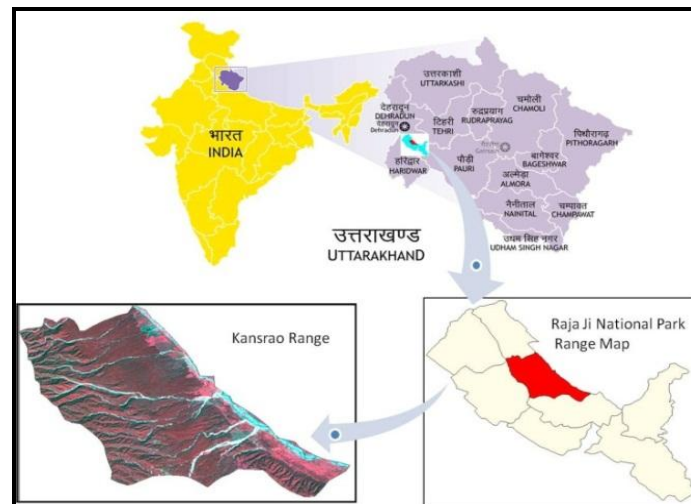 भारत
INDIA
उत्तरकाशी
UTTARKASHI
देहरादून
DEHRADUN
देहरादून
Dehradun
टिहरी
TEHRI
रुद्रप्रयाग
RUDRAPRAYAG
चमोली
CHAMOLI
पिथौरागढ़
PITHORAGARH
हरिद्वार
HARIDWAR
पौड़ी
PAURI
बागेश्वर
BAGESHWAR
अल्मोड़ा
ALMORA
नैनीताल
NAINITAL
चम्पावत
CHAMPAWAT
उधम सिंह नगर
UDHAM SINGH NAGAR
उत्तराखण्ड
UTTARAKHAND
Kansrao Range
Raja Ji National Park
Range Map